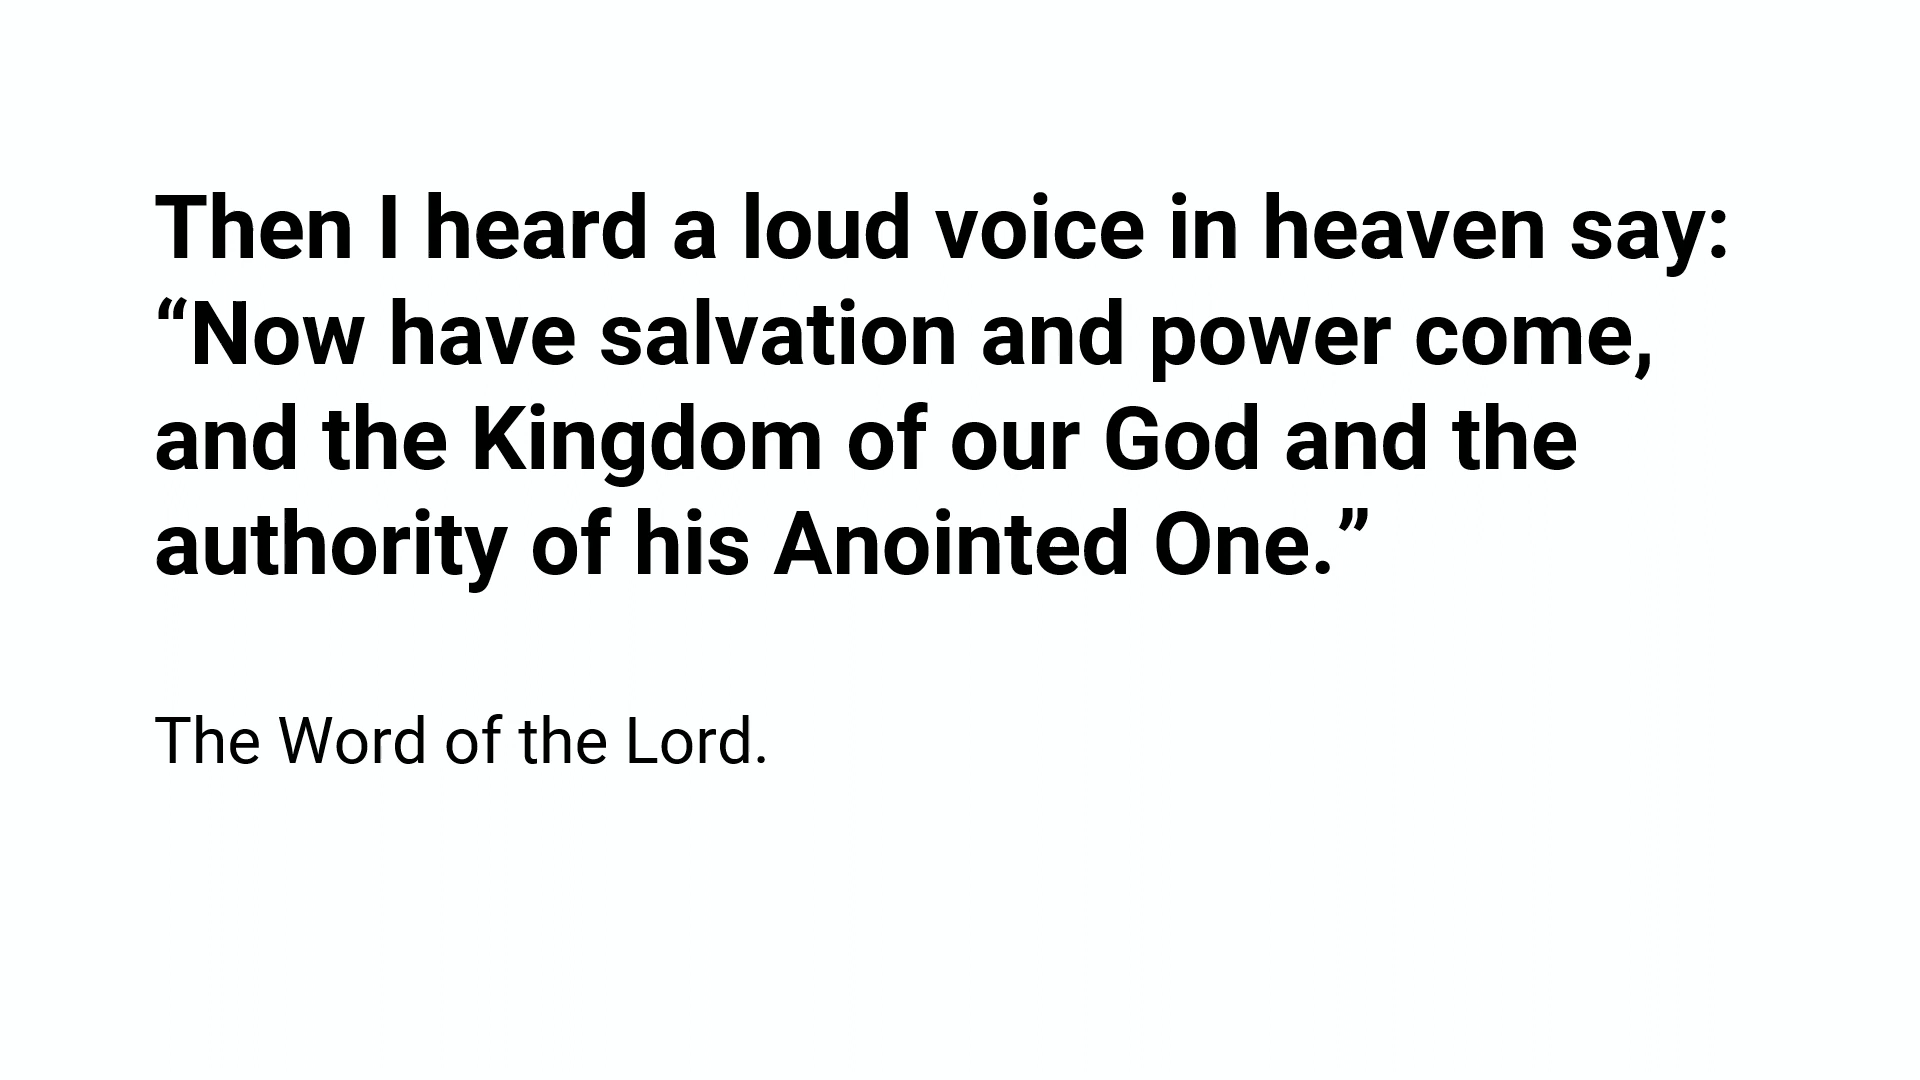 Then I heard a loud voice in heaven say:
“Now have salvation and power come,
and the Kingdom of our God and the
authority of his Anointed One.”
The Word of the Lord.